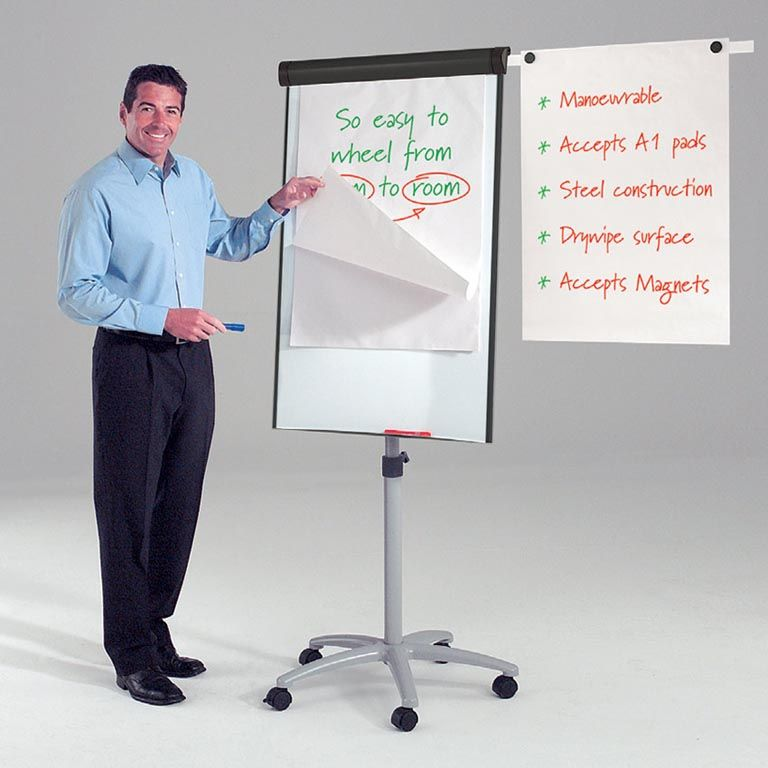 So easy to
wheel from
m to room
* Manoeuvrable
* Accepts A1 pads
* Steel construction
* Drywipe surface
* Accepts Magnets